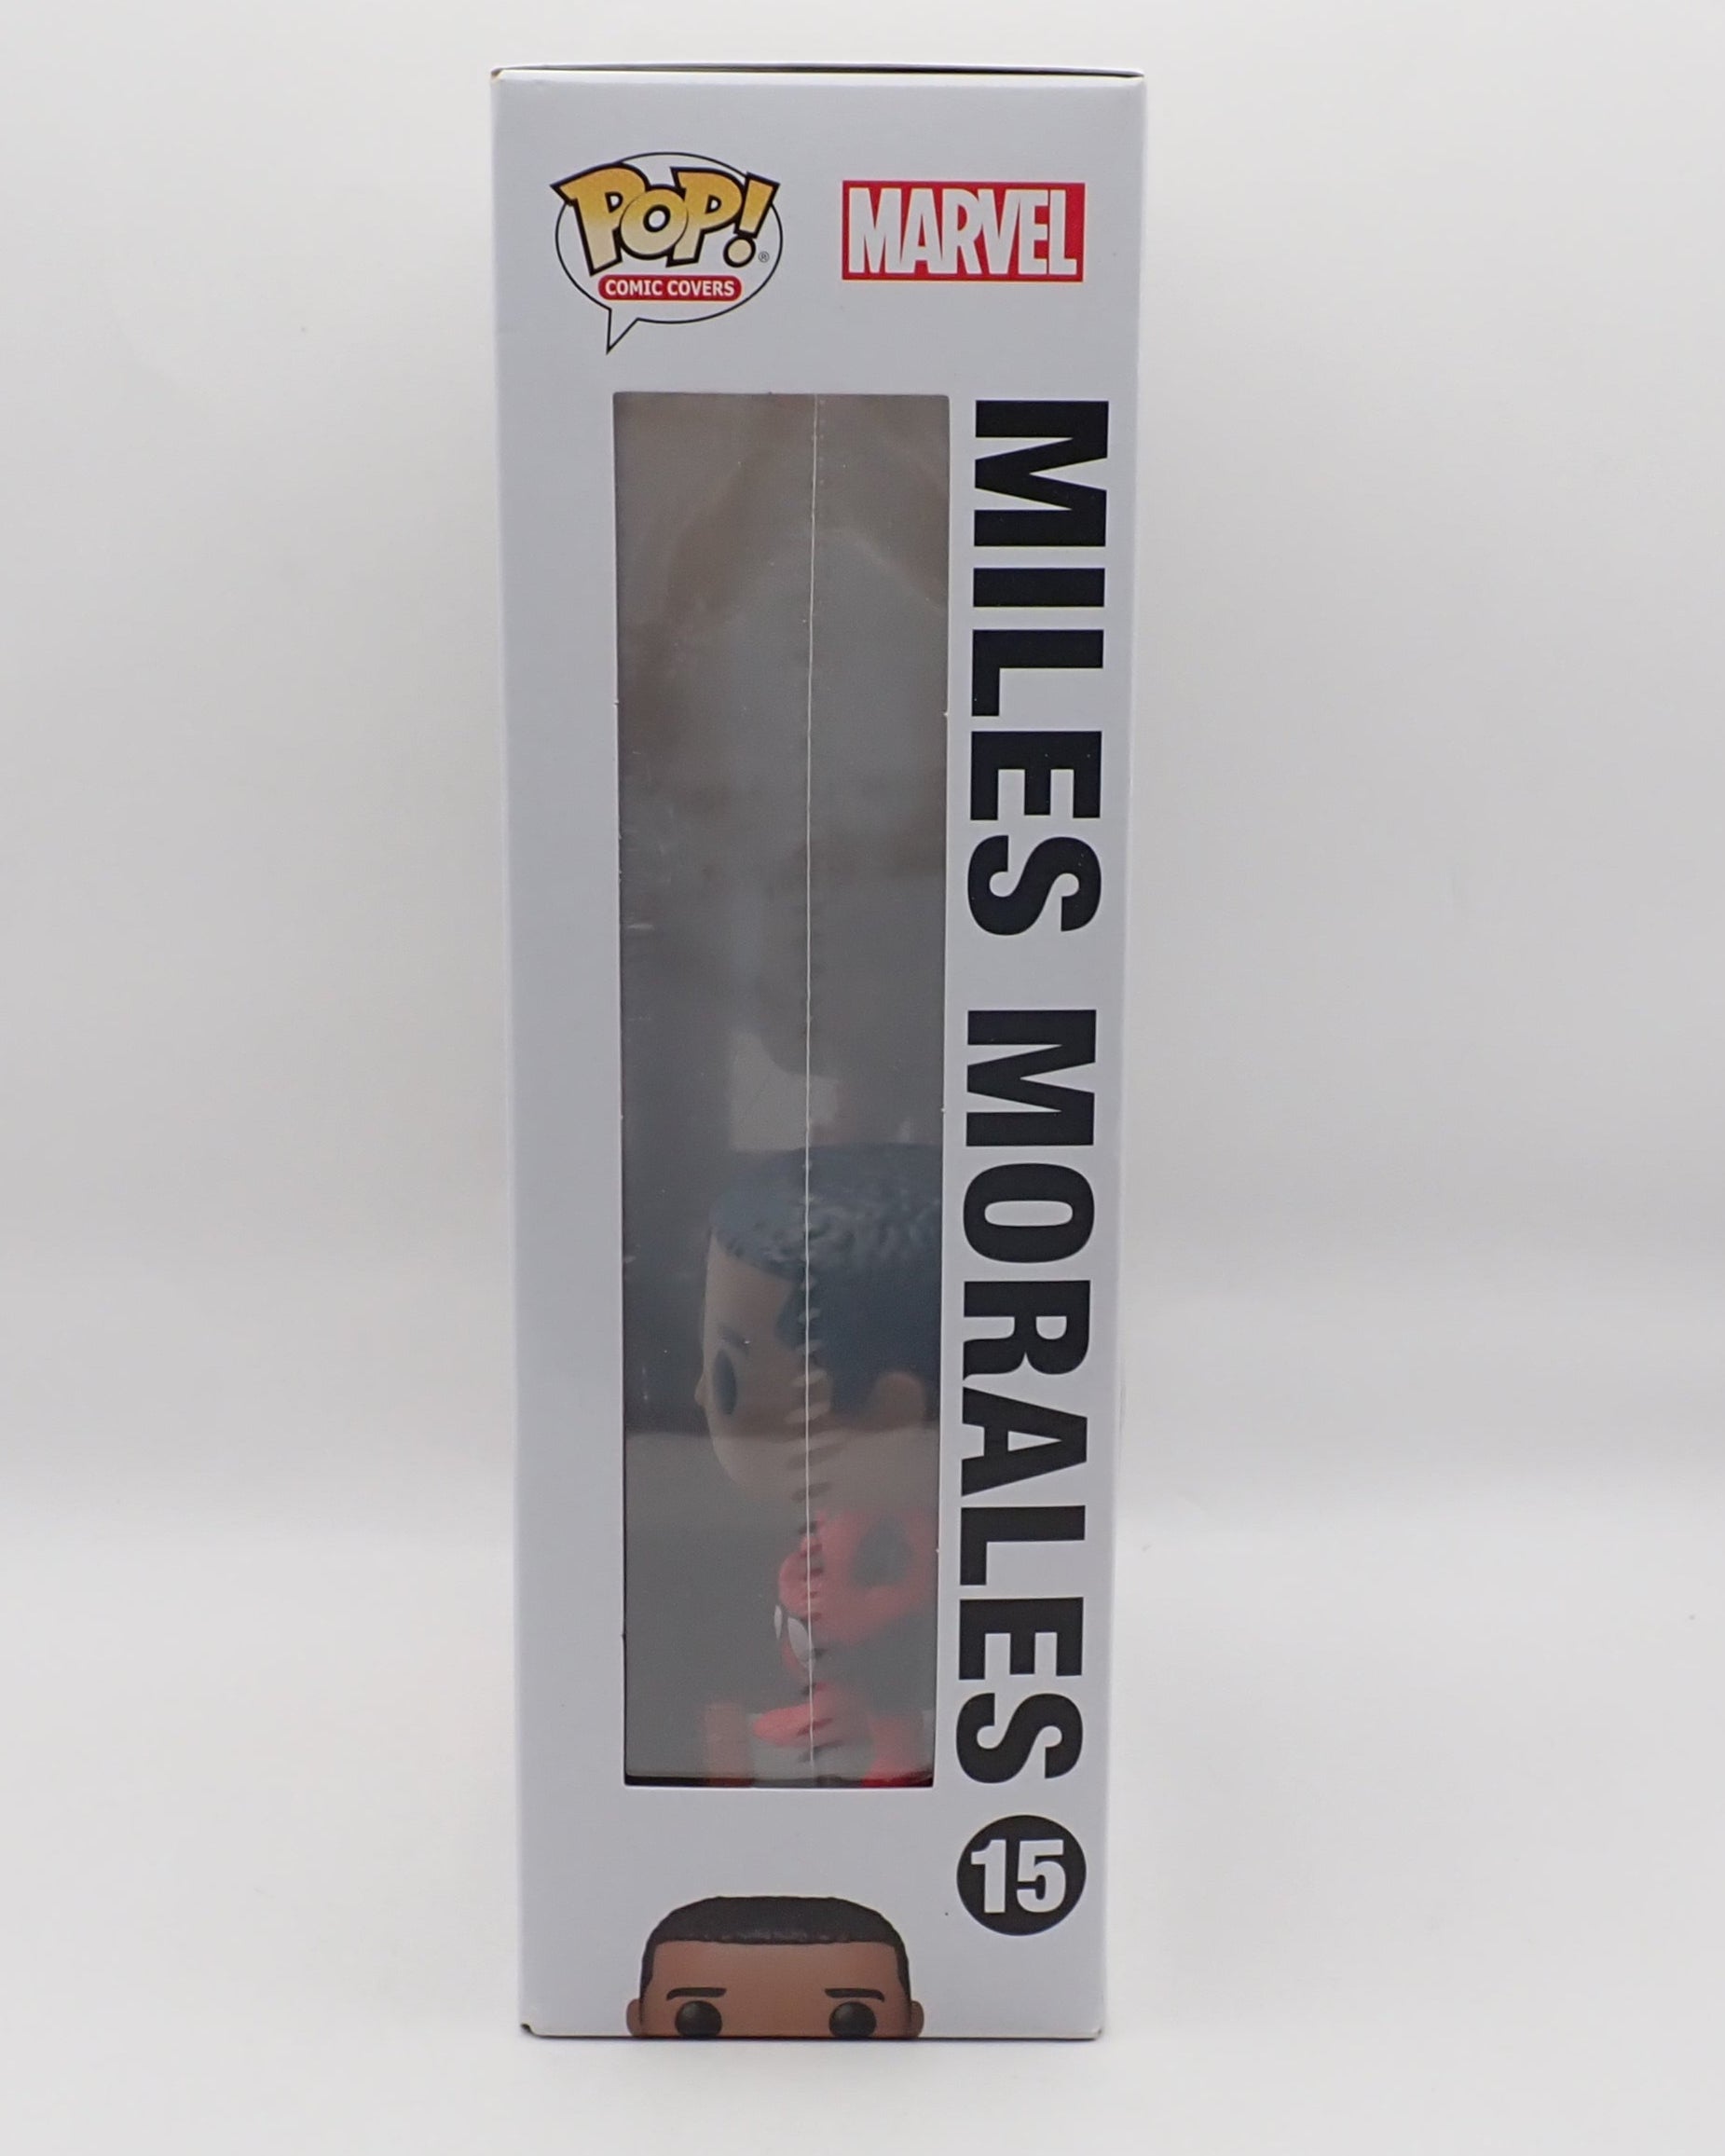 POP!®
COMIC COVERS
MARVEL
MILES MORALES
15